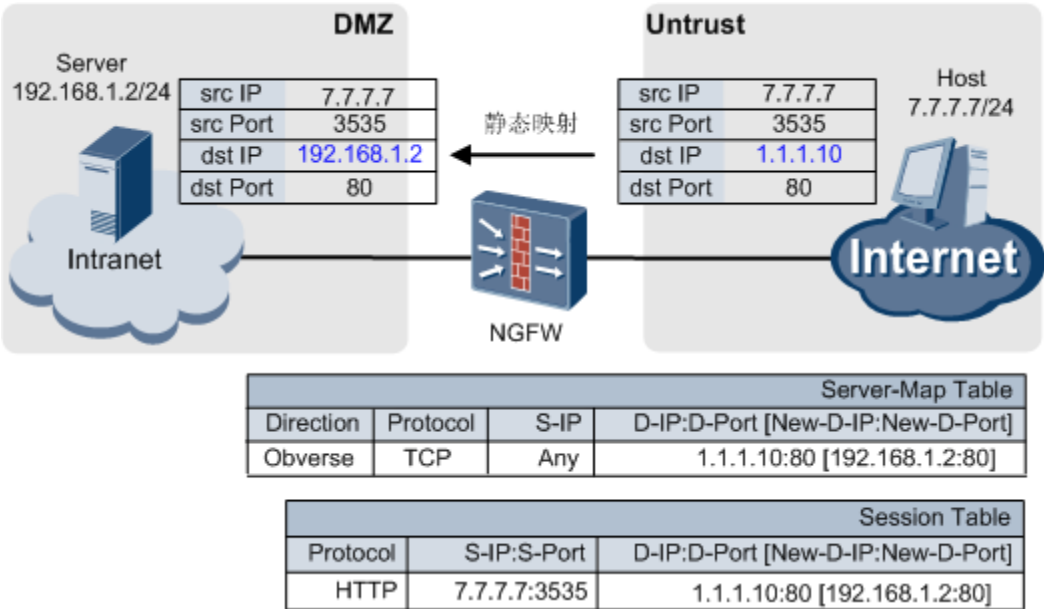 DMZ
Untrust
Server
192.168.1.2/24
src IP 7.7.7.7
src Port 3535
dst IP 192.168.1.2
dst Port 80
静态映射
src IP 7.7.7.7
src Port 3535
dst IP 1.1.1.10
dst Port 80
Host
7.7.7.7/24
Intranet
NGFW
Internet
Server-Map Table
Direction Protocol S-IP D-IP:D-Port [New-D-IP:New-D-Port]
Obverse TCP Any 1.1.1.10:80 [192.168.1.2:80]
Session Table
Protocol S-IP:S-Port D-IP:D-Port [New-D-IP:New-D-Port]
HTTP 7.7.7.7:3535 1.1.1.10:80 [192.168.1.2:80]